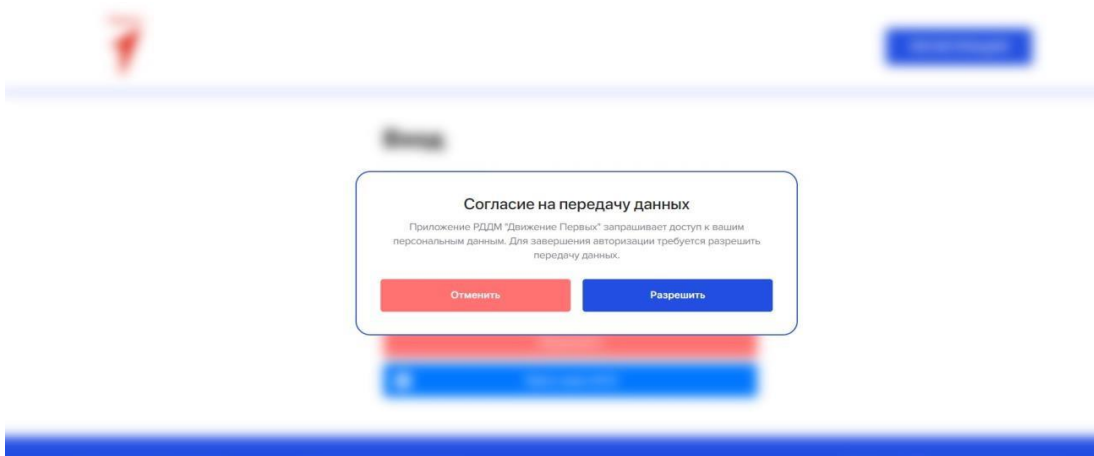 Вход
Согласие на передачу данных
Приложение РДДМ "Движение Первых" запрашивает доступ к вашим
персональным данным. Для завершения авторизации требуется разрешить
передачу данных.
Отменить
Разрешить